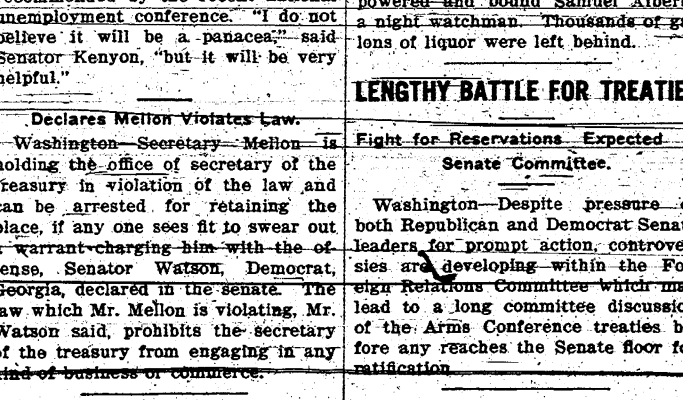 unemployment conference. "I do not
believe it will be a panacea," said
Senator Kenyon, "but it will be very
helpful."
Declares Mellon Violates Law.
Washington—Secretary Mellon is
holding the office of secretary of the
treasury in violation of the law and
can be arrested for retaining the
place, if any one sees fit to swear out
a warrant charging him with the of-
ense, Senator Watson, Democrat,
Georgia, declared in the senate. The
law which Mr. Mellon is violating, Mr.
Watson said, prohibits the secretary
of the treasury from engaging in any
kind of business or commerce.
powered and bound Samuel Alber
a night watchman. Thousands of ga
lons of liquor were left behind.
LENGTHY BATTLE FOR TREATIE
Fight for Reservations Expected
Senate Committee.
Washington—Despite pressure
both Republican and Democrat Senat
leaders for prompt action, controve
sies are developing within the Fo
eign Relations Committee which ma
lead to a long committee discussio
of the Arms Conference treaties b
fore any reaches the Senate floor fo
ratification